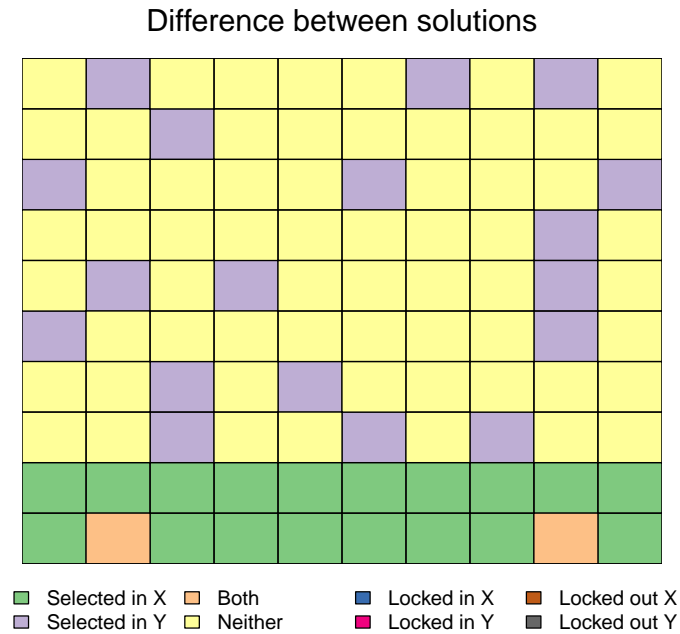 Difference between solutions
Selected in X Both Locked in X Locked out X
Selected in Y Neither Locked in Y Locked out Y